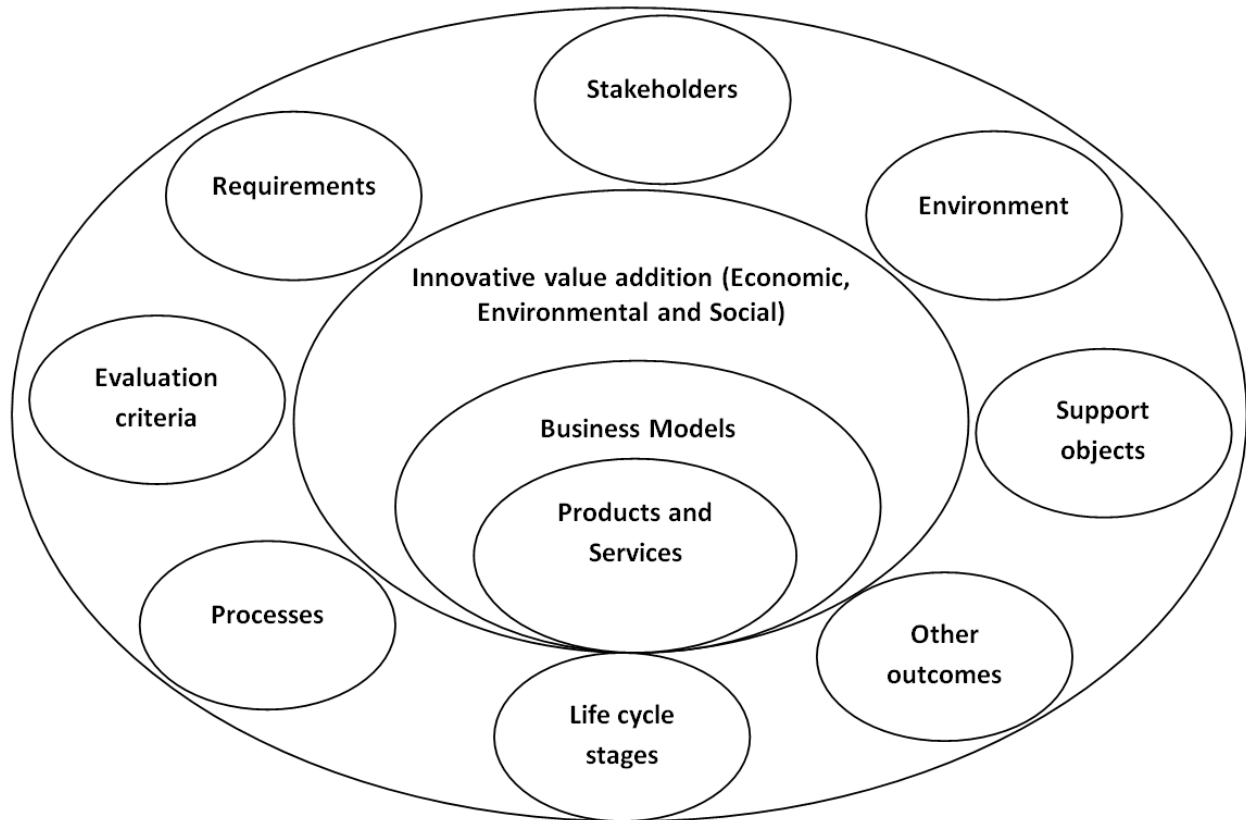 Stakeholders
Requirements
Environment
Innovative value addition (Economic,
Environmental and Social)
Evaluation
criteria
Support
objects
Business Models
Products and
Services
Processes
Other
outcomes
Life cycle
stages